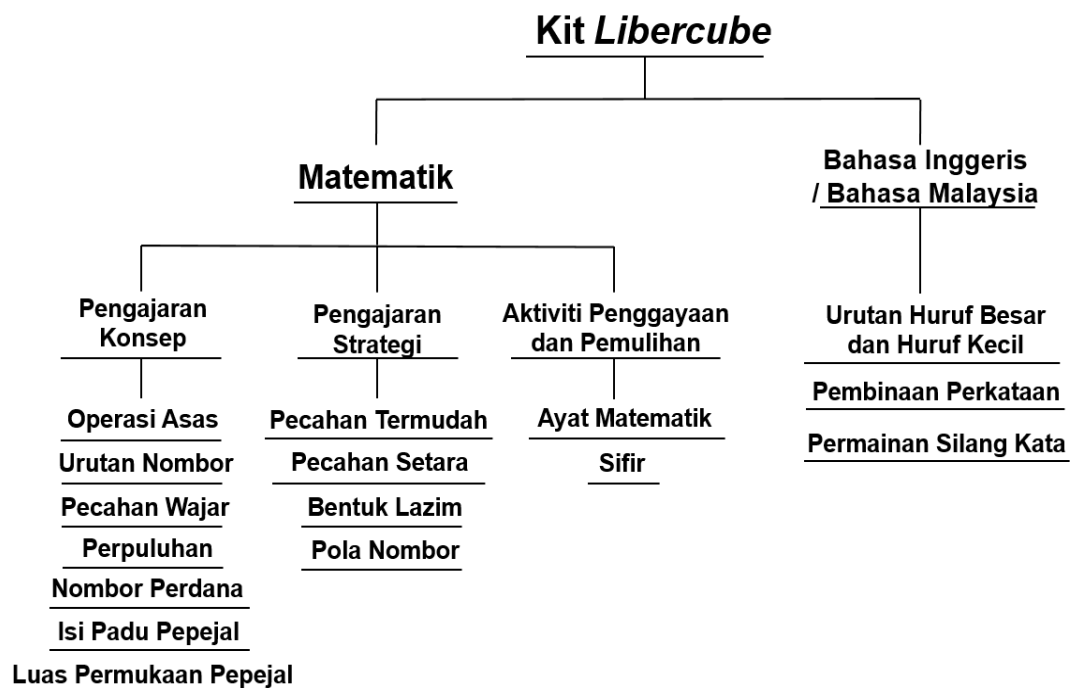 Kit Libercube
Matematik
Bahasa Inggeris
/ Bahasa Malaysia
Pengajaran
Konsep
Operasi Asas
Urutan Nombor
Pecahan Wajar
Perpuluhan
Nombor Perdana
Isi Padu Pepejal
Luas Permukaan Pepejal
Pengajaran
Strategi
Pecahan Termudah
Pecahan Setara
Bentuk Lazim
Pola Nombor
Aktiviti Penggayaan
dan Pemulihan
Ayat Matematik
Sifir
Urutan Huruf Besar
dan Huruf Kecil
Pembinaan Perkataan
Permainan Silang Kata